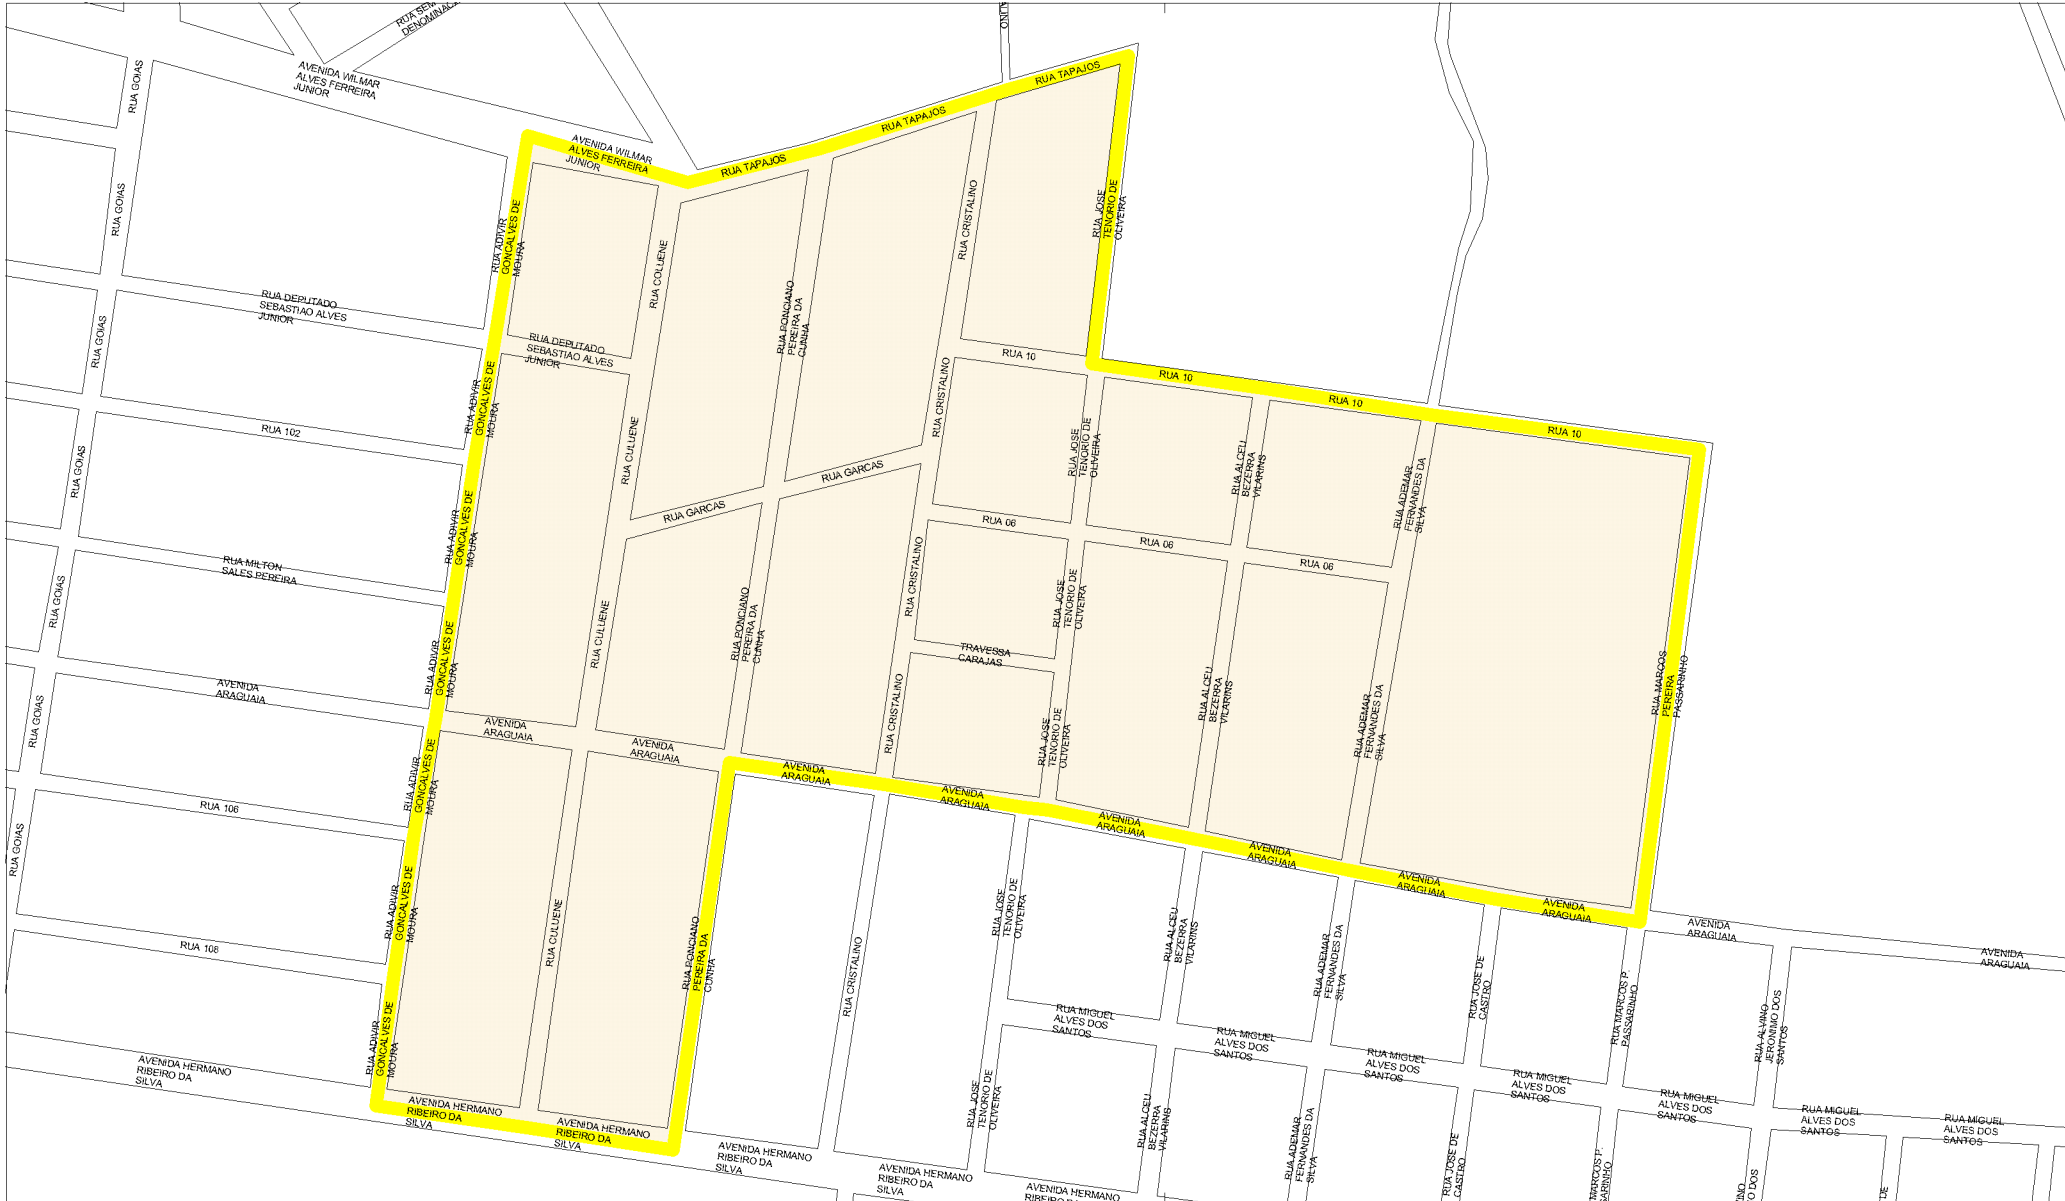 RUA SEM
DENOMINAC
ALINO
RUA GOIAS
AVENIDA WILMAR
ALVES FERREIRA
JUNIOR
RUA TAPAJOS
RUA TAPAJOS
RUA TAPAJOS
AVENIDA WILMAR
ALVES FERREIRA
JUNIOR
RUA GOIAS
RUA ADIVIR
GONCALVES DE
MOURA
RUA COLUENE
RUA CRISTALINO
RUA JOSE
TENORIO DE
OLIVEIRA
RUA DEPUTADO
SEBASTIAO ALVES
JUNIOR
RUA GOIAS
RUA DEPUTADO
SEBASTIAO ALVES
JUNIOR
RUA PONCIANO
PEREIRA DA
CUNHA
RUA 10
RUA 10
RUA 10
RUA 10
RUA ADIVIR
GONCALVES DE
MOURA
RUA CRISTALINO
RUA 102
RUA GOIAS
RUA CULUENE
RUA GARCAS
RUA GARCAS
RUA JOSE
TENORIO DE
OLIVEIRA
RUA ALCEU
BEZERRA
VILARINS
RUA ADEMAR
FERNANDES DA
SILVA
RUA ADIVIR
GONCALVES DE
MOURA
RUA 06
RUA 06
RUA 06
RUA MILTON
SALES PEREIRA
RUA GOIAS
RUA CULUENE
RUA PONCIANO
PEREIRA DA
CUNHA
RUA CRISTALINO
RUA JOSE
TENORIO DE
OLIVEIRA
TRAVESSA
CARAJAS
RUA ADIVIR
GONCALVES DE
MOURA
AVENIDA
ARAGUAIA
RUA GOIAS
AVENIDA
ARAGUAIA
AVENIDA
ARAGUAIA
RUA CRISTALINO
RUA JOSE
TENORIO DE
OLIVEIRA
RUA ALCEU
BEZERRA
VILARINS
RUA ADEMAR
FERNANDES DA
SILVA
RUA MARCOS
PEREIRA
PASSARINHO
AVENIDA
ARAGUAIA
AVENIDA
ARAGUAIA
AVENIDA
ARAGUAIA
AVENIDA
ARAGUAIA
AVENIDA
ARAGUAIA
AVENIDA
ARAGUAIA
AVENIDA
ARAGUAIA
AVENIDA
ARAGUAIA
RUA ADIVIR
GONCALVES DE
MOURA
RUA 106
RUA GOIAS
RUA ADIVIR
GONCALVES DE
MOURA
RUA 108
RUA CULUENE
RUA PONCIANO
PEREIRA DA
CUNHA
RUA CRISTALINO
RUA JOSE
TENORIO DE
OLIVEIRA
RUA ALCEU
BEZERRA
VILARINS
RUA ADEMAR
FERNANDES DA
SILVA
RUA JOSE DE
CASTRO
RUA MARCOS P.
PASSARINHO
RUA ALVINO
JERONIMO DOS
SANTOS
RUA MIGUEL
ALVES DOS
SANTOS
RUA MIGUEL
ALVES DOS
SANTOS
RUA MIGUEL
ALVES DOS
SANTOS
RUA MIGUEL
ALVES DOS
SANTOS
RUA MIGUEL
ALVES DOS
SANTOS
RUA MIGUEL
ALVES DOS
SANTOS
RUA MIGUEL
ALVES DOS
SANTOS
RUA ADIVIR
GONCALVES DE
MOURA
AVENIDA HERMANO
RIBEIRO DA
SILVA
AVENIDA HERMANO
RIBEIRO DA
SILVA
AVENIDA HERMANO
RIBEIRO DA
SILVA
AVENIDA HERMANO
RIBEIRO DA
SILVA
AVENIDA HERMANO
RIBEIRO DA
SILVA
AVENIDA HERMANO
RUA JOSE
TENORIO DE
OLIVEIRA
RUA ALCEU
BEZERRA
VILARINS
RUA ADEMAR
FERNANDES DA
SILVA
RUA JOSE DE
CASTRO
MARCOS P.
SARINHO
NO
O DOS
DE